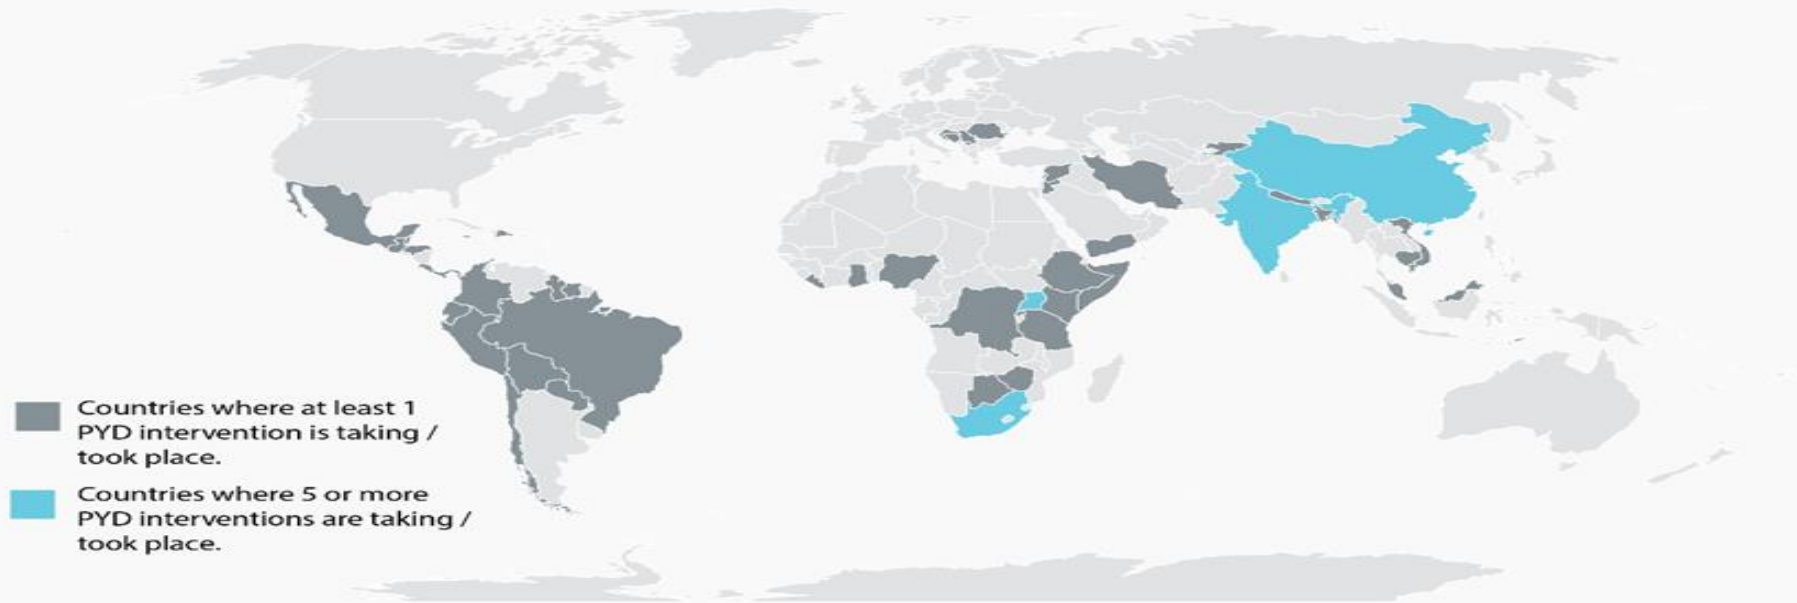 Countries where at least 1
PYD intervention is taking /
took place.
Countries where 5 or more
PYD interventions are taking /
took place.